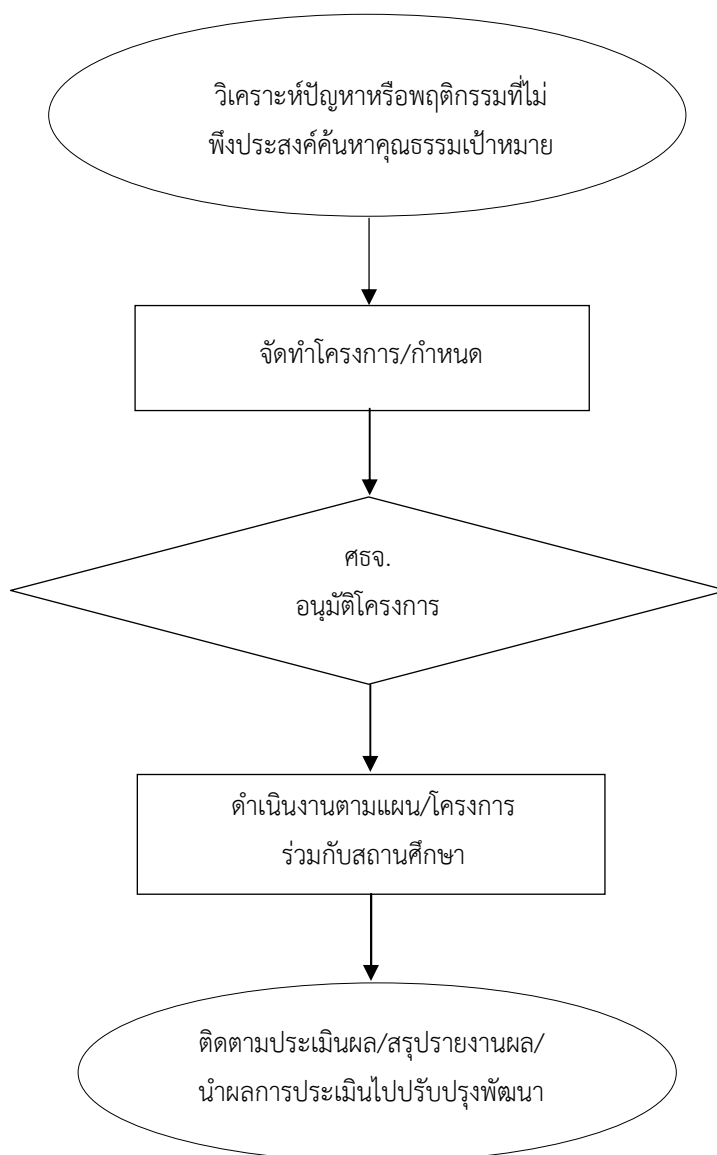 วิเคราะห์ปัญหาหรือพฤติกรรมที่ไม่
พึงประสงค์ค้นหาคุณธรรมเป้าหมาย
จัดทำโครงการ/กำหนด
ศธจ.
อนุมัติโครงการ
ดำเนินงานตามแผน/โครงการ
ร่วมกับสถานศึกษา
ติดตามประเมินผล/สรุปรายงานผล/
นำผลการประเมินไปปรับปรุงพัฒนา